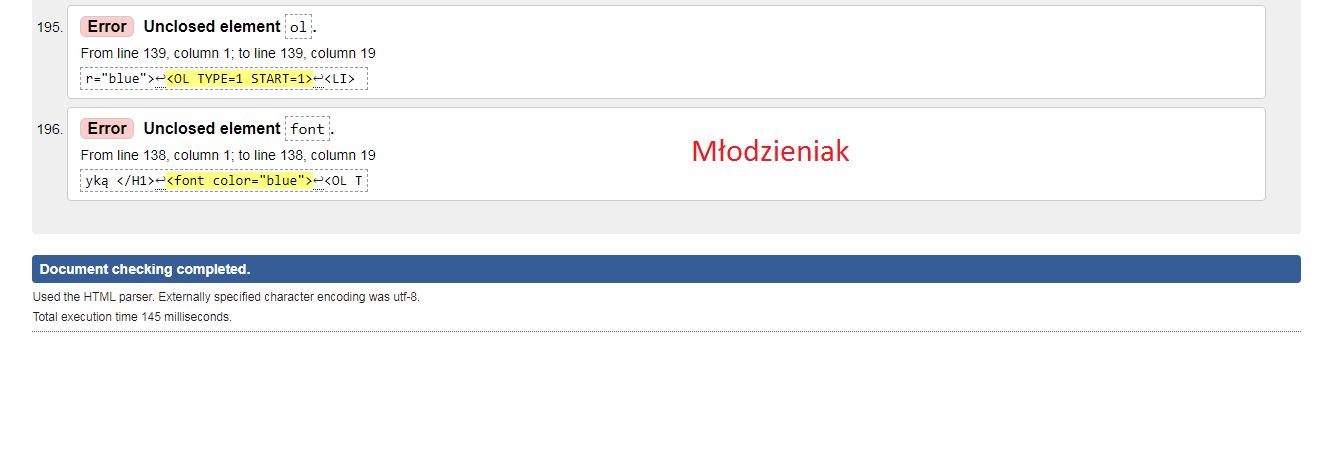 195. Error Unclosed element ol.
From line 139, column 1; to line 139, column 19
r="blue">↩<OL TYPE=1 START=1>↩<LI>
196. Error Unclosed element font.
From line 138, column 1; to line 138, column 19
Młodzieniak
yką </H1>↩<font color="blue">↩<OL T
Document checking completed.
Used the HTML parser. Externally specified character encoding was utf-8.
Total execution time 145 milliseconds.